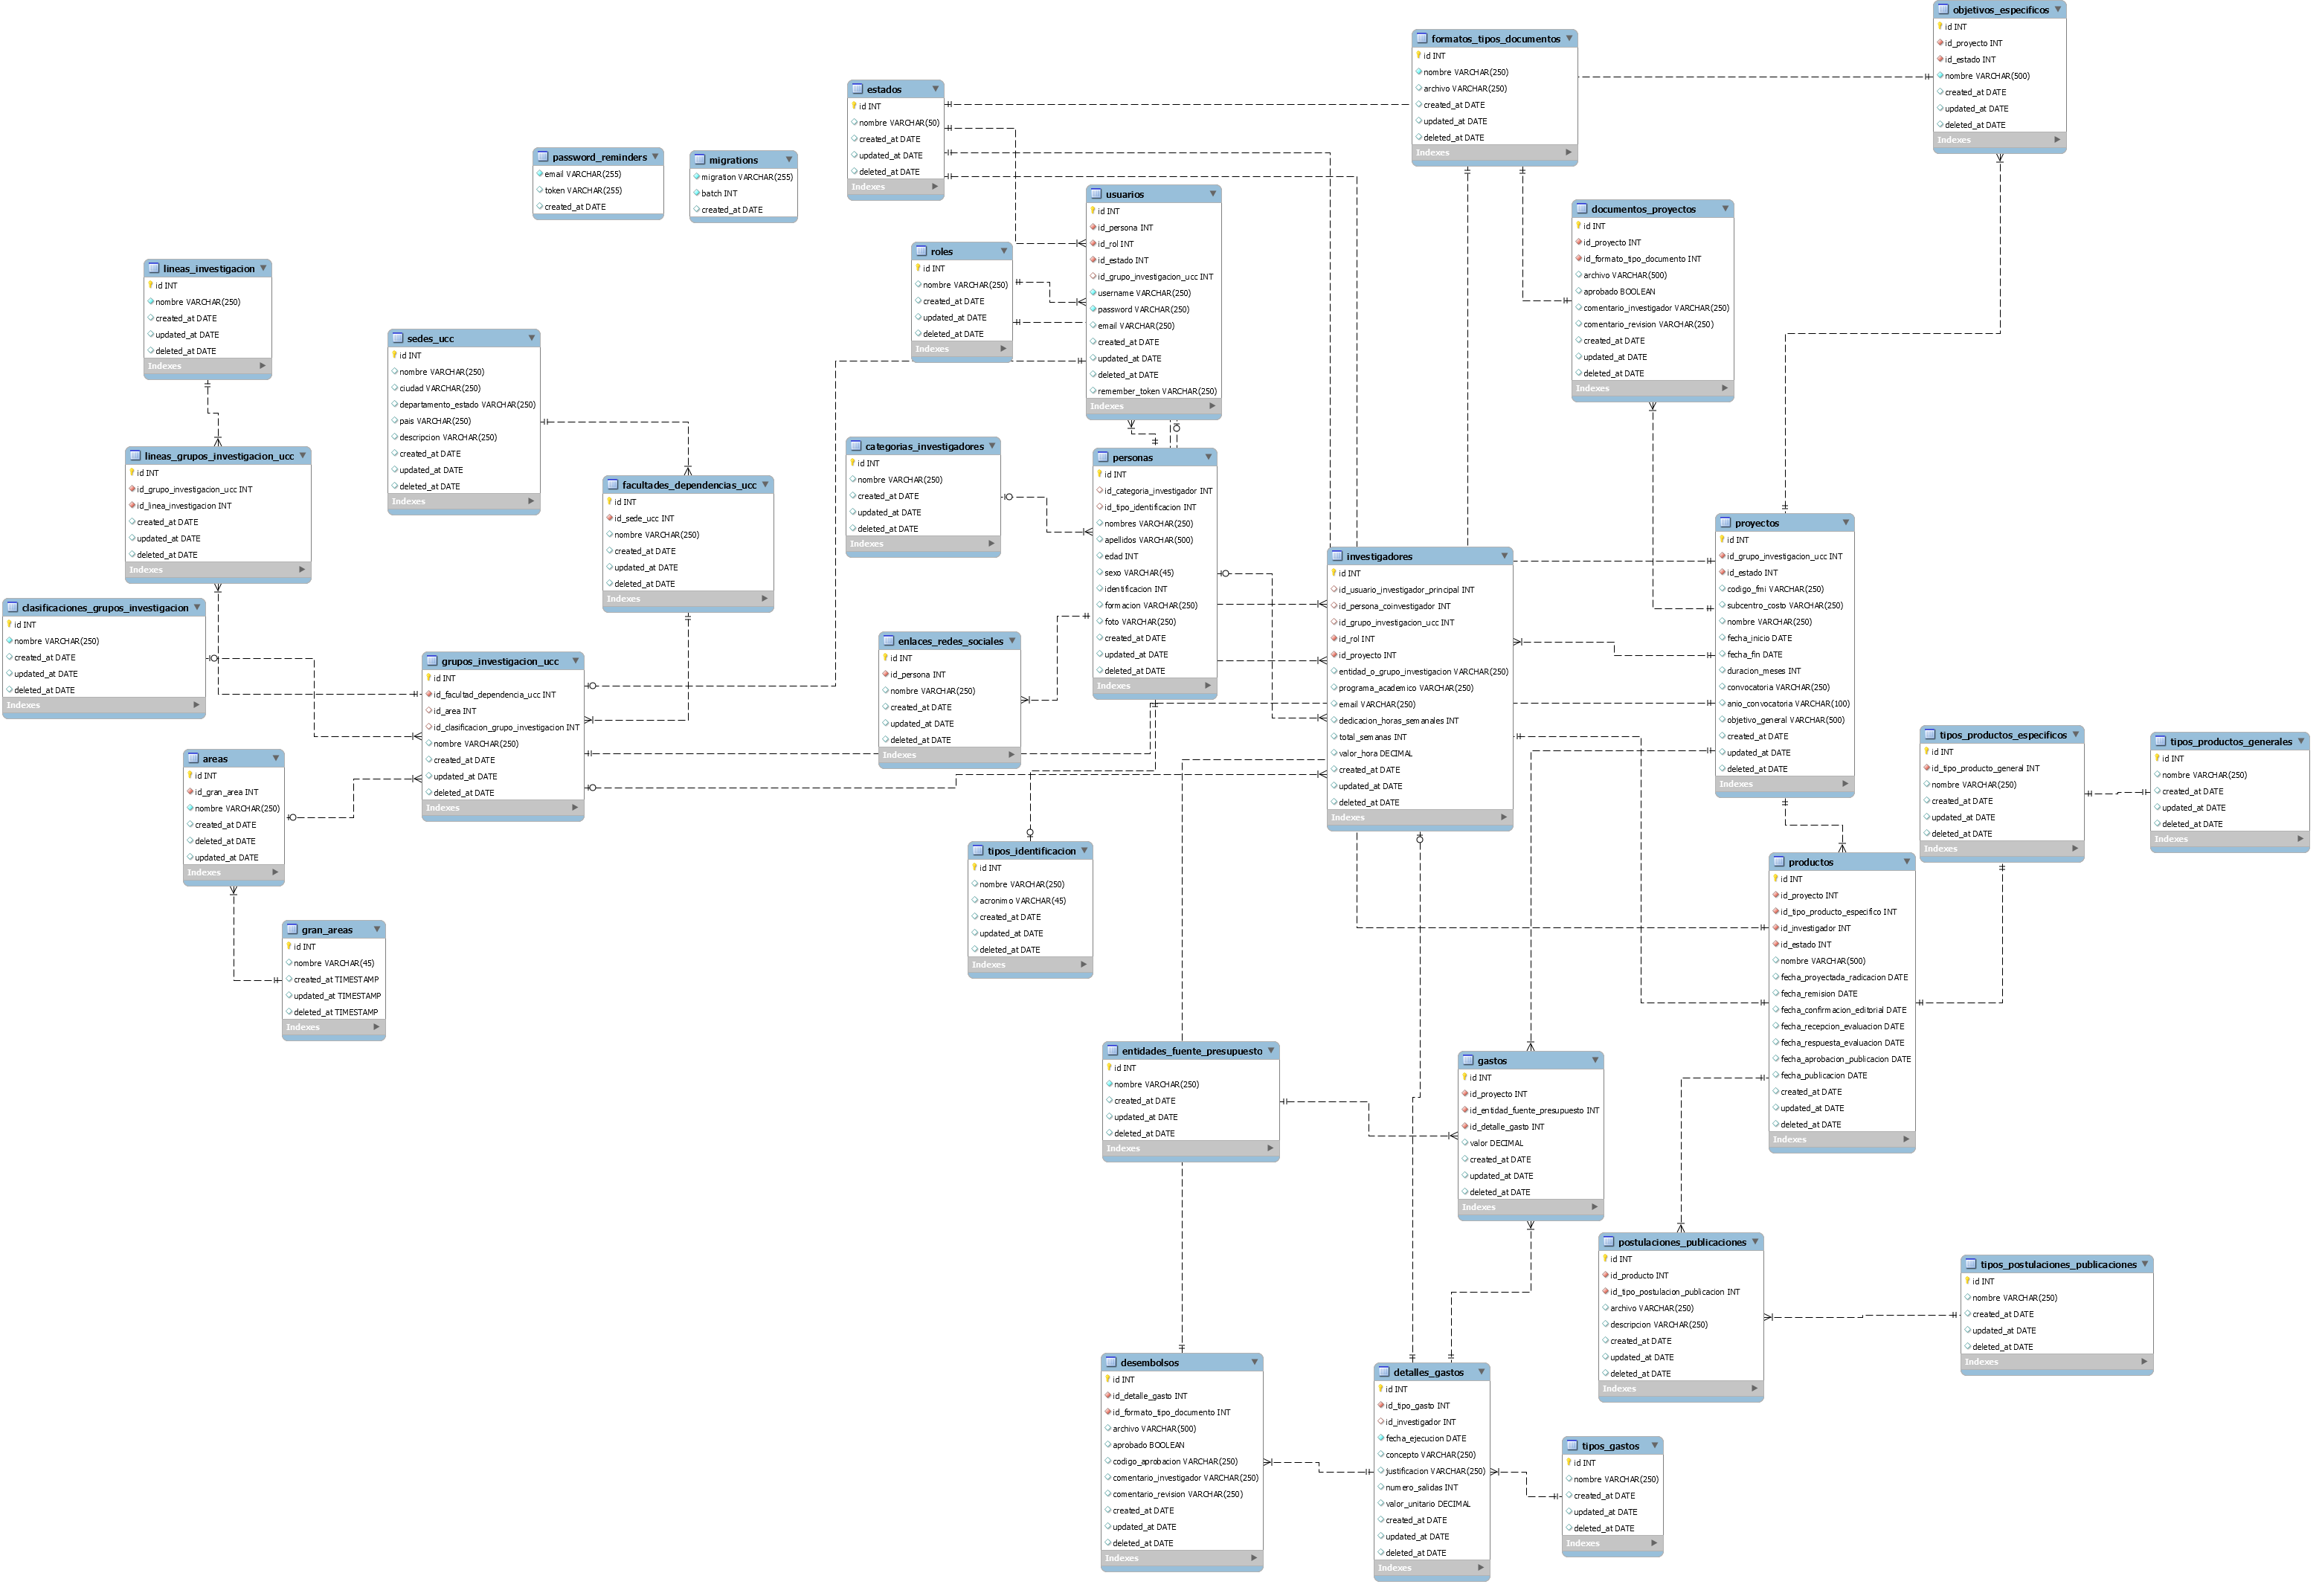 objetivos_especificos
id INT
id_proyecto INT
id_estado INT
nombre VARCHAR(500)
created_at DATE
updated_at DATE
deleted_at DATE
Indexes
formatos_tipos_documentos
id INT
nombre VARCHAR(250)
archivo VARCHAR(250)
created_at DATE
updated_at DATE
deleted_at DATE
Indexes
estados
id INT
nombre VARCHAR(50)
created_at DATE
updated_at DATE
deleted_at DATE
Indexes
password_reminders
email VARCHAR(255)
token VARCHAR(255)
created_at DATE
migrations
migration VARCHAR(255)
batch INT
created_at DATE
usuarios
id INT
id_persona INT
id_rol INT
id_estado INT
id_grupo_investigacion_ucc INT
username VARCHAR(250)
password VARCHAR(250)
email VARCHAR(250)
created_at DATE
updated_at DATE
deleted_at DATE
remember_token VARCHAR(250)
Indexes
documentos_proyectos
id INT
id_proyecto INT
id_formato_tipo_documento INT
archivo VARCHAR(500)
aprobado BOOLEAN
comentario_investigador VARCHAR(250)
comentario_revision VARCHAR(250)
created_at DATE
updated_at DATE
deleted_at DATE
Indexes
roles
id INT
nombre VARCHAR(250)
created_at DATE
updated_at DATE
deleted_at DATE
Indexes
lineas_investigacion
id INT
nombre VARCHAR(250)
created_at DATE
updated_at DATE
deleted_at DATE
Indexes
sedes_ucc
id INT
nombre VARCHAR(250)
ciudad VARCHAR(250)
departamento_estado VARCHAR(250)
pais VARCHAR(250)
descripcion VARCHAR(250)
created_at DATE
updated_at DATE
deleted_at DATE
Indexes
lineas_grupos_investigacion_ucc
id INT
id_grupo_investigacion_ucc INT
id_linea_investigacion INT
created_at DATE
updated_at DATE
deleted_at DATE
Indexes
facultades_dependencias_ucc
id INT
id_sede_ucc INT
nombre VARCHAR(250)
created_at DATE
updated_at DATE
deleted_at DATE
Indexes
categorias_investigadores
id INT
nombre VARCHAR(250)
created_at DATE
updated_at DATE
deleted_at DATE
Indexes
personas
id INT
id_categoria_investigador INT
id_tipo_identificacion INT
nombres VARCHAR(250)
apellidos VARCHAR(500)
edad INT
sexo VARCHAR(45)
identificacion INT
formacion VARCHAR(250)
foto VARCHAR(250)
created_at DATE
updated_at DATE
deleted_at DATE
Indexes
investigadores
id INT
id_usuario_investigador_principal INT
id_persona_coinvestigador INT
id_grupo_investigacion_ucc INT
id_rol INT
id_proyecto INT
entidad_o_grupo_investigacion VARCHAR(250)
programa_academico VARCHAR(250)
email VARCHAR(250)
dedicacion_horas_semanales INT
total_semanas INT
valor_hora DECIMAL
created_at DATE
updated_at DATE
deleted_at DATE
Indexes
proyectos
id INT
id_grupo_investigacion_ucc INT
id_estado INT
codigo_fmi VARCHAR(250)
subcentro_costo VARCHAR(250)
nombre VARCHAR(250)
fecha_inicio DATE
fecha_fin DATE
duracion_meses INT
convocatoria VARCHAR(250)
anio_convocatoria VARCHAR(100)
objetivo_general VARCHAR(500)
created_at DATE
updated_at DATE
deleted_at DATE
Indexes
clasificaciones_grupos_investigacion
id INT
nombre VARCHAR(250)
created_at DATE
updated_at DATE
deleted_at DATE
Indexes
grupos_investigacion_ucc
id INT
id_facultad_dependencia_ucc INT
id_area INT
id_clasificacion_grupo_investigacion INT
nombre VARCHAR(250)
created_at DATE
updated_at DATE
deleted_at DATE
Indexes
enlaces_redes_sociales
id INT
id_persona INT
nombre VARCHAR(250)
created_at DATE
updated_at DATE
deleted_at DATE
Indexes
areas
id INT
id_gran_area INT
nombre VARCHAR(250)
created_at DATE
deleted_at DATE
updated_at DATE
Indexes
tipos_productos_especificos
id INT
id_tipo_producto_general INT
nombre VARCHAR(250)
created_at DATE
updated_at DATE
deleted_at DATE
Indexes
tipos_productos_generales
id INT
nombre VARCHAR(250)
created_at DATE
updated_at DATE
deleted_at DATE
Indexes
tipos_identificacion
id INT
nombre VARCHAR(250)
acronimo VARCHAR(45)
created_at DATE
updated_at DATE
deleted_at DATE
Indexes
productos
id INT
id_proyecto INT
id_tipo_producto_especifico INT
id_investigador INT
id_estado INT
nombre VARCHAR(500)
fecha_proyectada_radicacion DATE
fecha_remision DATE
fecha_confirmacion_editorial DATE
fecha_recepcion_evaluacion DATE
fecha_respuesta_evaluacion DATE
fecha_aprobacion_publicacion DATE
fecha_publicacion DATE
created_at DATE
updated_at DATE
deleted_at DATE
Indexes
gran_areas
id INT
nombre VARCHAR(45)
created_at TIMESTAMP
updated_at TIMESTAMP
deleted_at TIMESTAMP
Indexes
entidades_fuente_presupuesto
id INT
nombre VARCHAR(250)
created_at DATE
updated_at DATE
deleted_at DATE
Indexes
gastos
id INT
id_proyecto INT
id_entidad_fuente_presupuesto INT
id_detalle_gasto INT
valor DECIMAL
created_at DATE
updated_at DATE
deleted_at DATE
Indexes
postulaciones_publicaciones
id INT
id_producto INT
id_tipo_postulacion_publicacion INT
archivo VARCHAR(250)
descripcion VARCHAR(250)
created_at DATE
updated_at DATE
deleted_at DATE
Indexes
tipos_postulaciones_publicaciones
id INT
nombre VARCHAR(250)
created_at DATE
updated_at DATE
deleted_at DATE
Indexes
desembolsos
id INT
id_detalle_gasto INT
id_formato_tipo_documento INT
archivo VARCHAR(500)
aprobado BOOLEAN
codigo_aprobacion VARCHAR(250)
comentario_investigador VARCHAR(250)
comentario_revision VARCHAR(250)
created_at DATE
updated_at DATE
deleted_at DATE
Indexes
detalles_gastos
id INT
id_tipo_gasto INT
id_investigador INT
fecha_ejecucion DATE
concepto VARCHAR(250)
justificacion VARCHAR(250)
numero_salidas INT
valor_unitario DECIMAL
created_at DATE
updated_at DATE
deleted_at DATE
Indexes
tipos_gastos
id INT
nombre VARCHAR(250)
created_at DATE
updated_at DATE
deleted_at DATE
Indexes